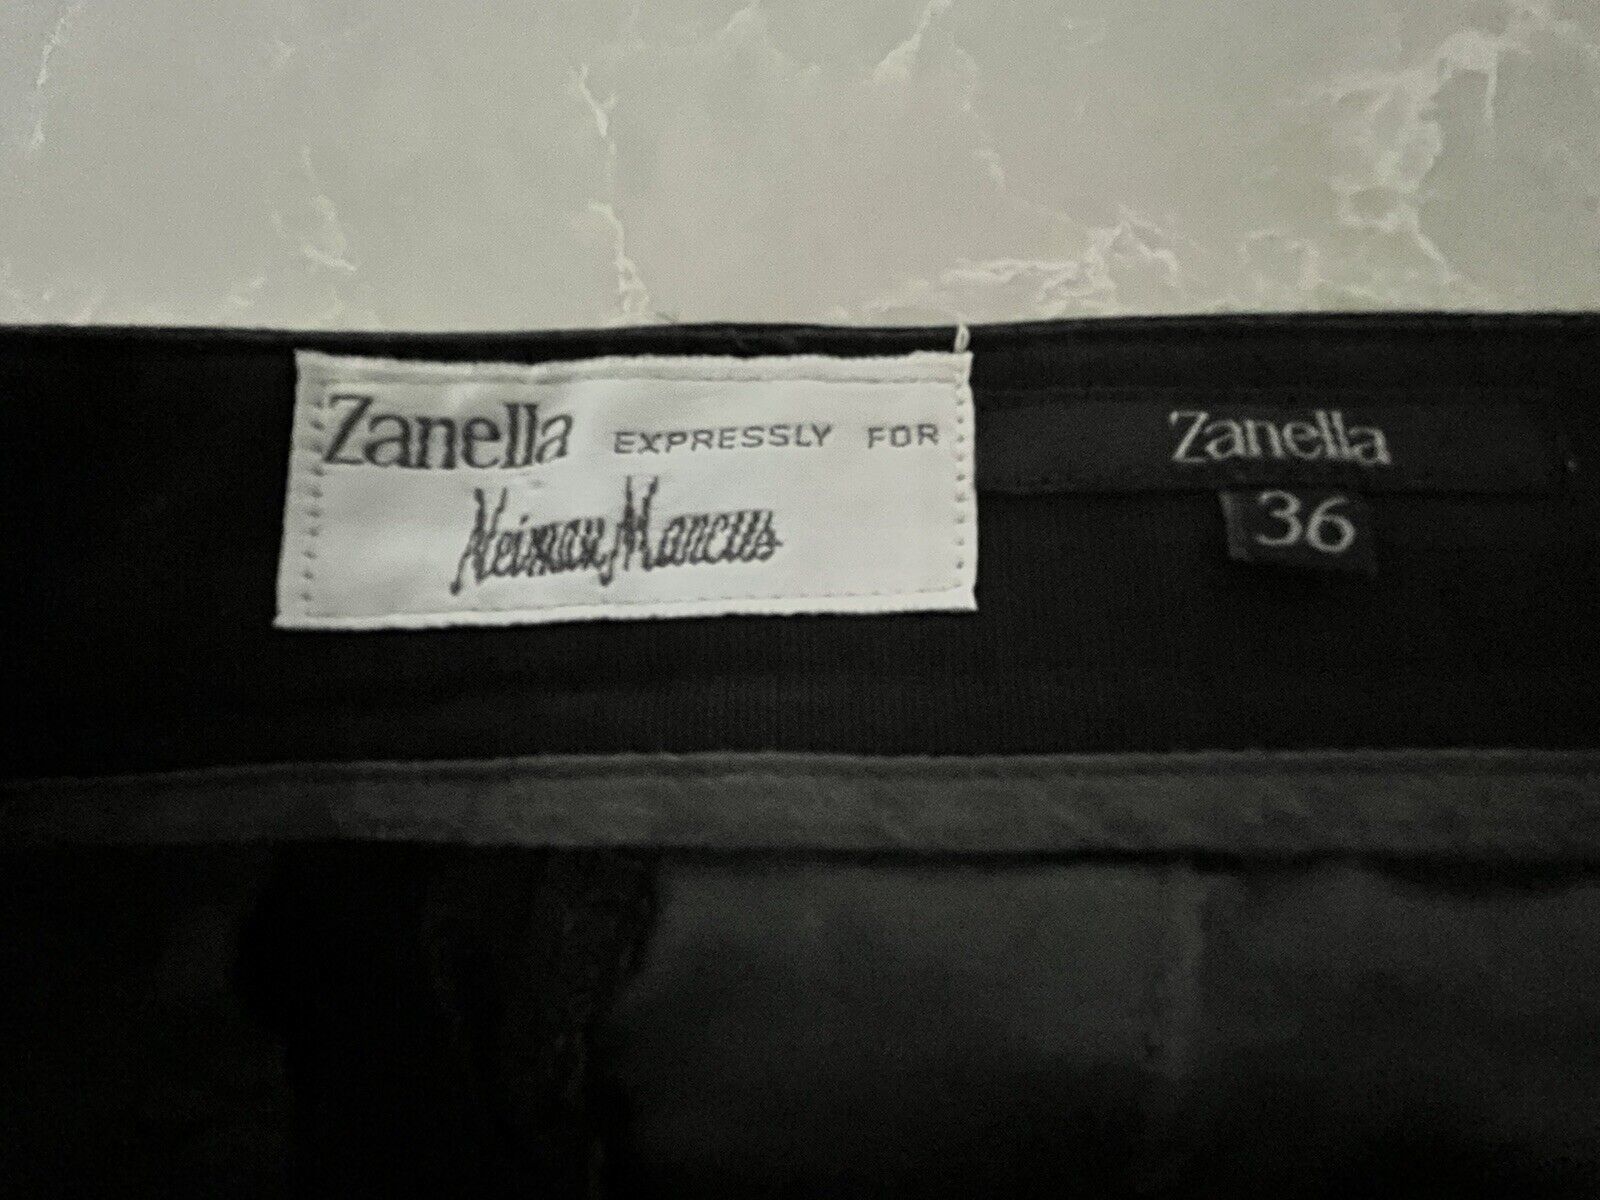 Zanella EXPRESSLY FOR
Neiman Marcus
Zanella
36